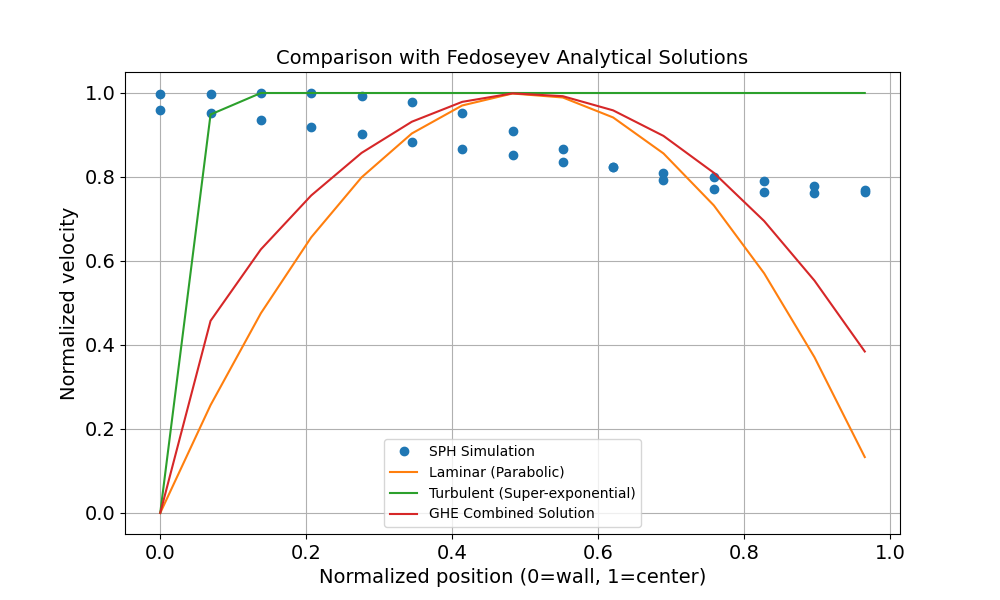 Comparison with Fedoseyev Analytical Solutions
Normalized velocity
1.0
0.8
0.6
0.4
0.2
0.0
SPH Simulation
Laminar (Parabolic)
Turbulent (Super-exponential)
GHE Combined Solution
0.0 0.2 0.4 0.6 0.8 1.0
Normalized position (0=wall, 1=center)